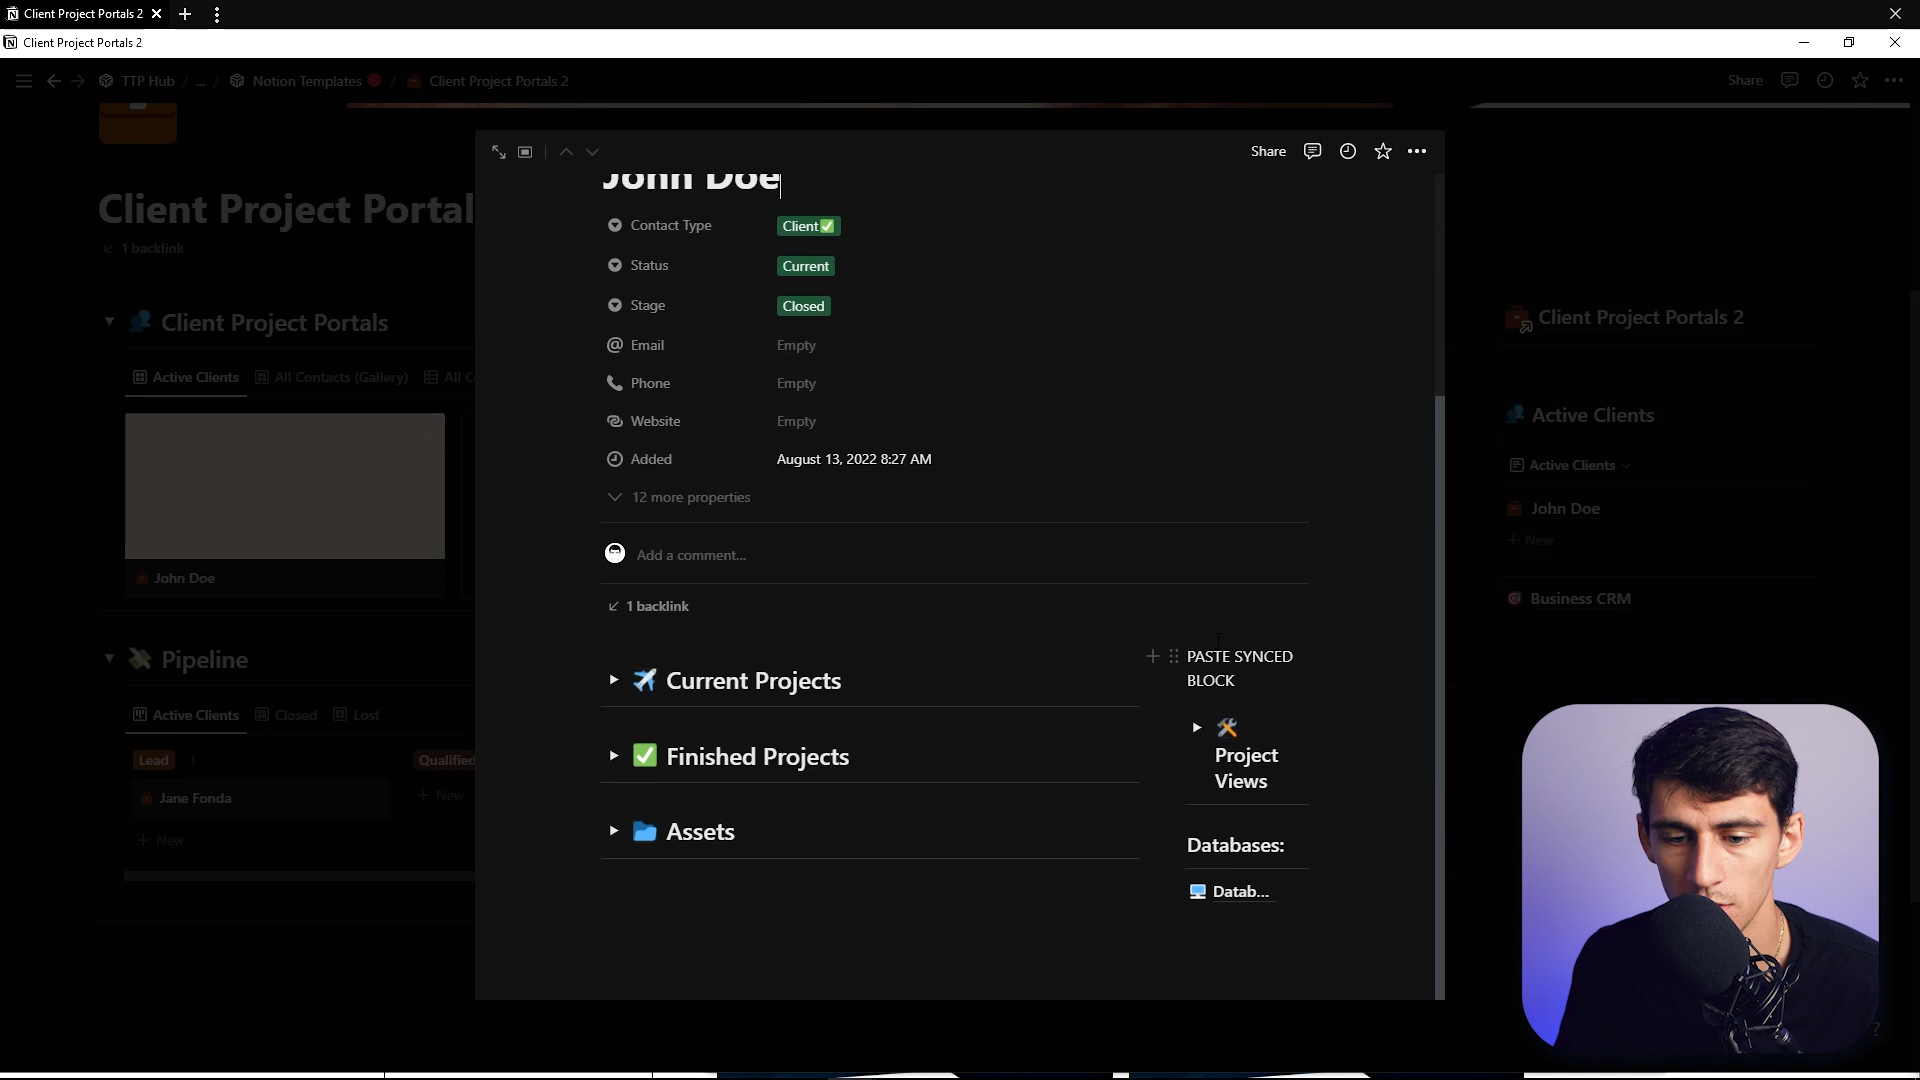 Client Project Portals 2
Client Project Portals 2
TTP Hub / ... / Notion Templates / Client Project Portals 2
Share
Share
John Doe
Client Project Portal
1 backlink
Contact Type Client✅
Status Current
Stage Closed
Email Empty
Phone Empty
Website Empty
Added August 13, 2022 8:27 AM
12 more properties
Add a comment...
1 backlink
Current Projects
Finished Projects
Assets
PASTE SYNCED
BLOCK
Project
Views
Databases:
Datab...
Client Project Portals
Active Clients All Contacts (Gallery) All C
John Doe
Pipeline
Active Clients Closed Lost
Lead 1 Qualified
Jane Fonda + New
+ New
Client Project Portals 2
Active Clients
Active Clients
John Doe
+ New
Business CRM
?